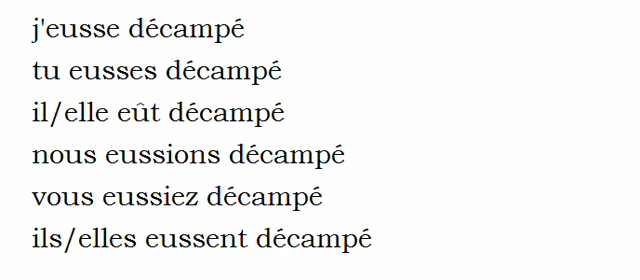 j'eusse décampé
tu eusses décampé
il/elle eût décampé
nous eussions décampé
vous eussiez décampé
ils/elles eussent décampé